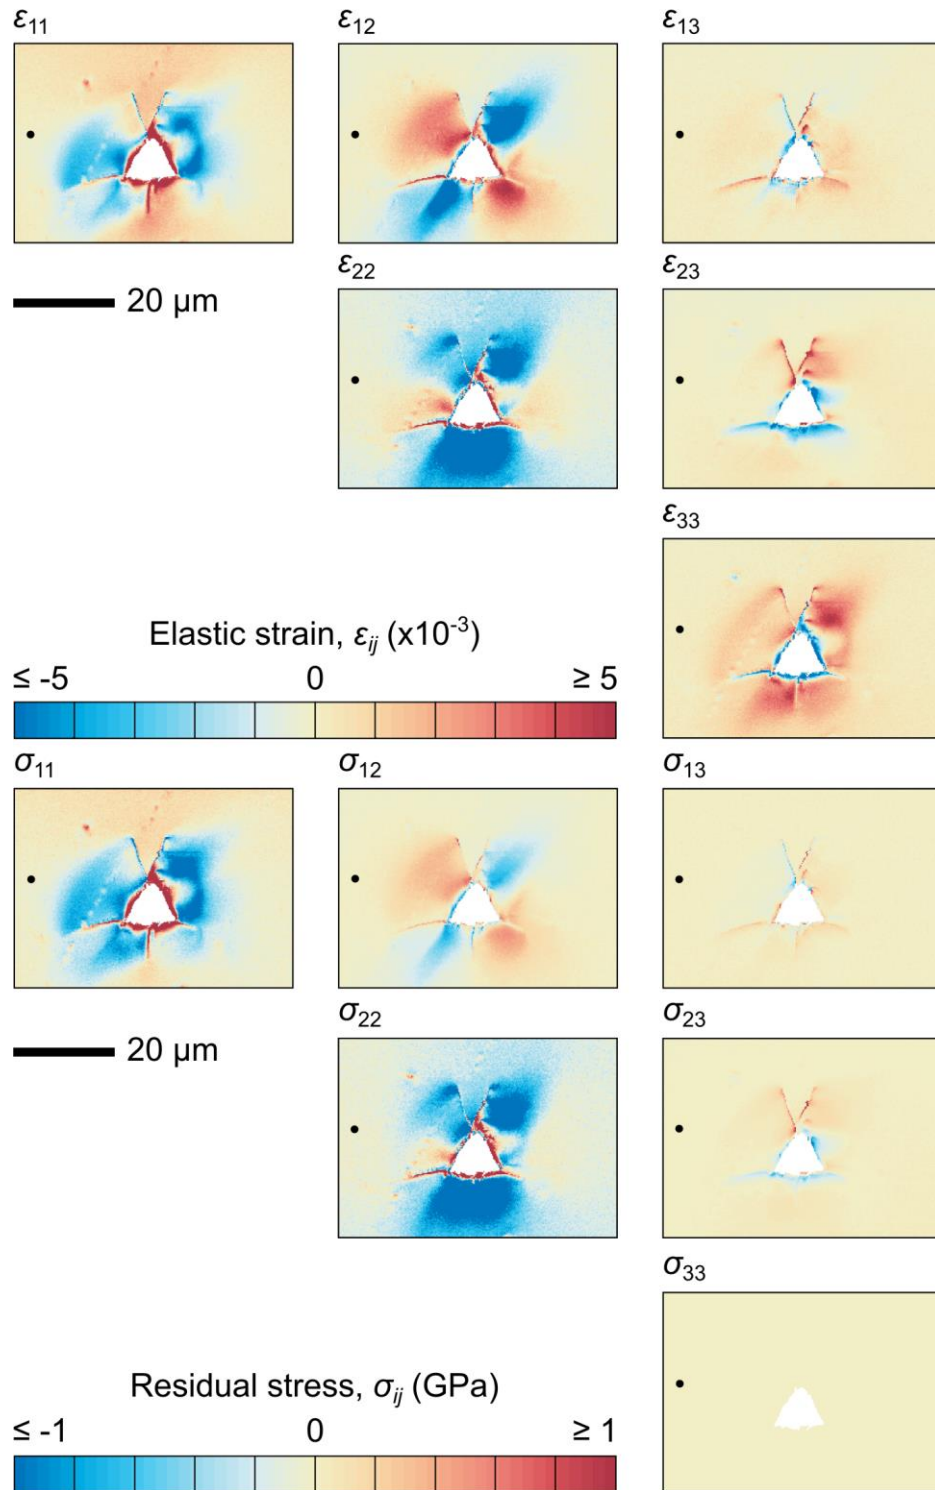 ε11 ε12 ε13
ε22 ε23
20 μm
ε33
Elastic strain, εij (x10-3)
≤ -5 0 ≥ 5
σ11 σ12 σ13
σ22 σ23
20 μm
σ33
Residual stress, σij (GPa)
≤ -1 0 ≥ 1